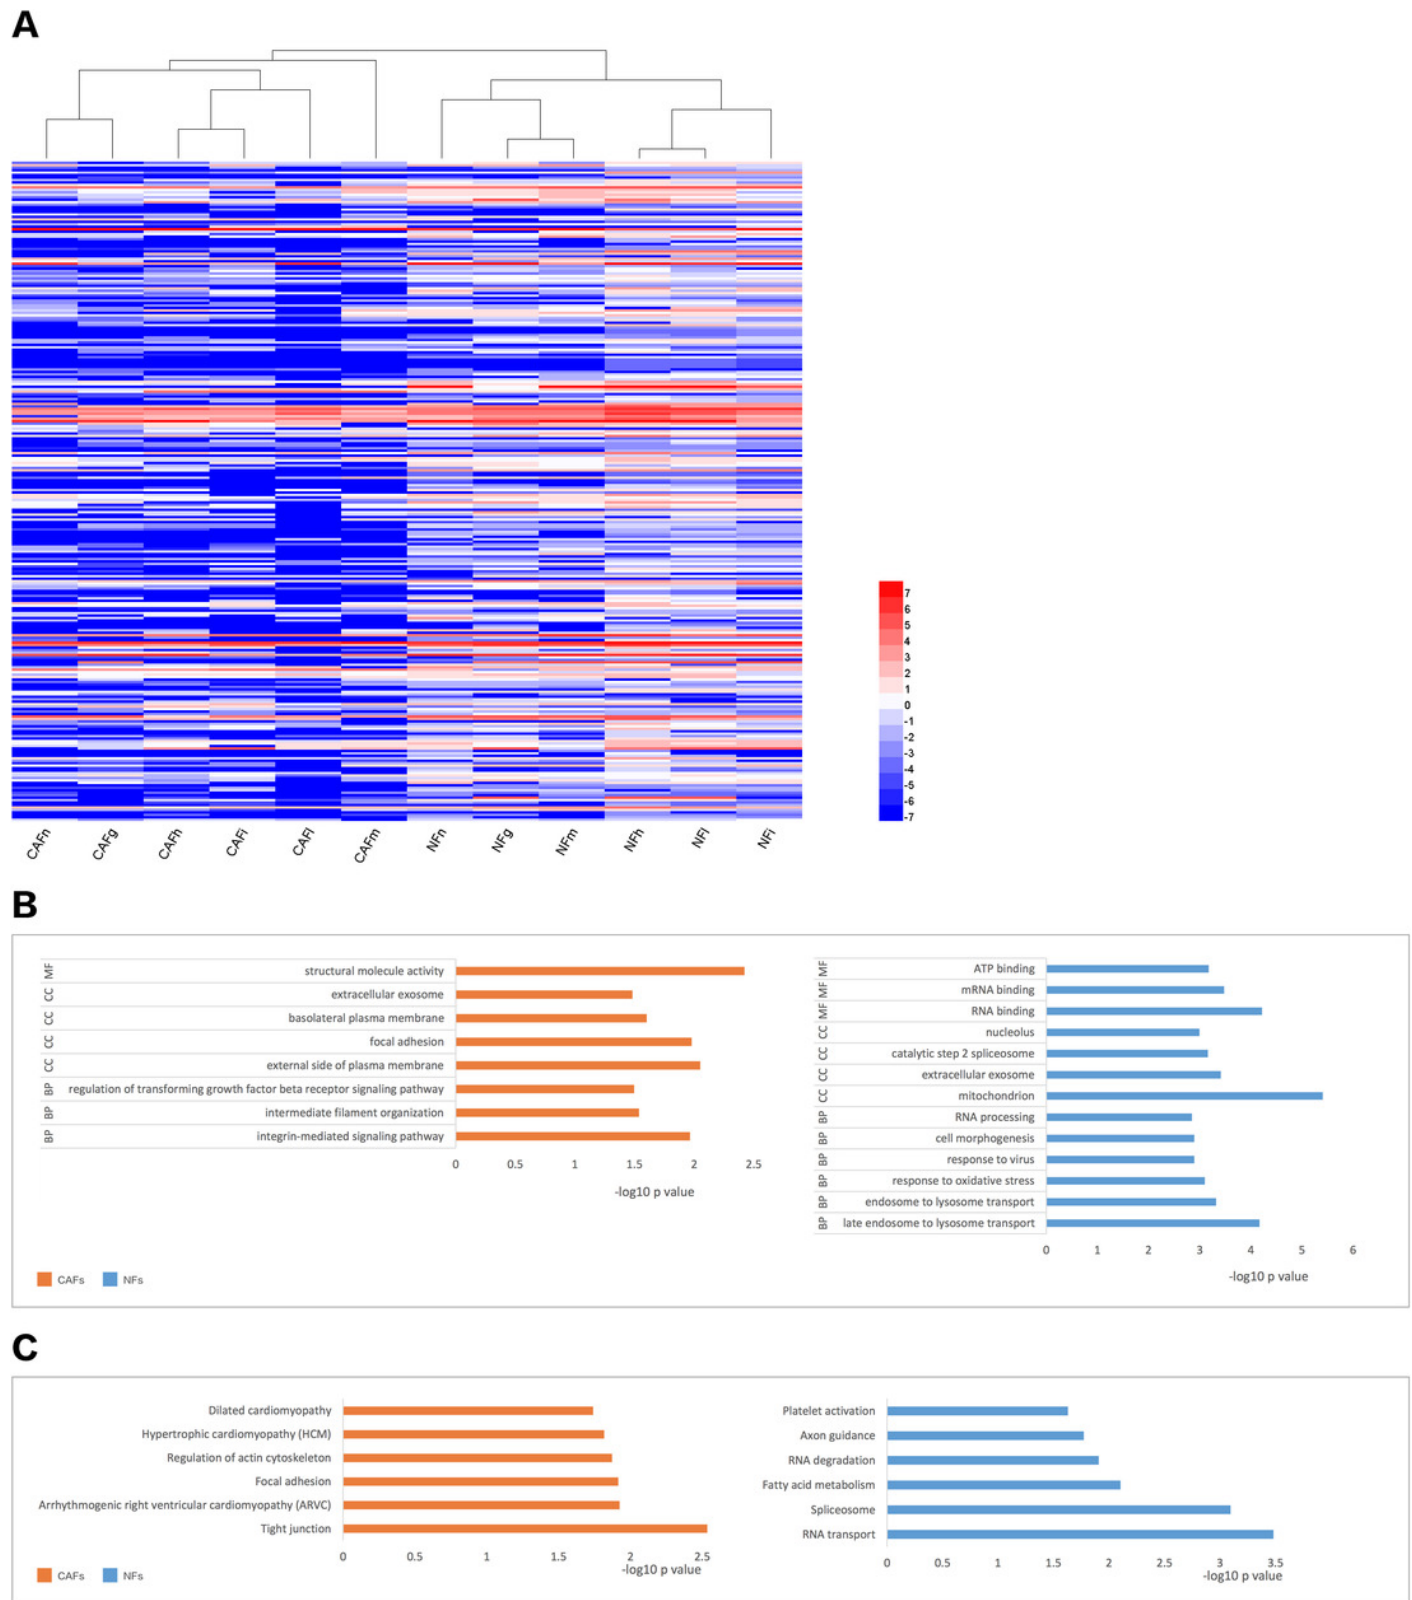 A
7
6
5
4
3
2
1
0
-1
-2
-3
-4
-5
-6
-7
CAFn CAFg CAFh CAFi CAFl CAFm NFn NFg NFm NFh NFl NFi
B
MF structural molecule activity
CC extracellular exosome
CC basolateral plasma membrane
CC focal adhesion
CC external side of plasma membrane
BP regulation of transforming growth factor beta receptor signaling pathway
BP intermediate filament organization
BP integrin-mediated signaling pathway
0 0.5 1 1.5 2 2.5
-log10 p value
MF ATP binding
MF mRNA binding
MF RNA binding
CC nucleolus
CC catalytic step 2 spliceosome
CC extracellular exosome
CC mitochondrion
BP RNA processing
BP cell morphogenesis
BP response to virus
BP response to oxidative stress
BP endosome to lysosome transport
BP late endosome to lysosome transport
0 1 2 3 4 5 6
-log10 p value
CAFs NFs
C
Dilated cardiomyopathy
Hypertrophic cardiomyopathy (HCM)
Regulation of actin cytoskeleton
Focal adhesion
Arrhythmogenic right ventricular cardiomyopathy (ARVC)
Tight junction
0 0.5 1 1.5 2 2.5
-log10 p value
Platelet activation
Axon guidance
RNA degradation
Fatty acid metabolism
Spliceosome
RNA transport
0 0.5 1 1.5 2 2.5 3 3.5
-log10 p value
CAFs NFs